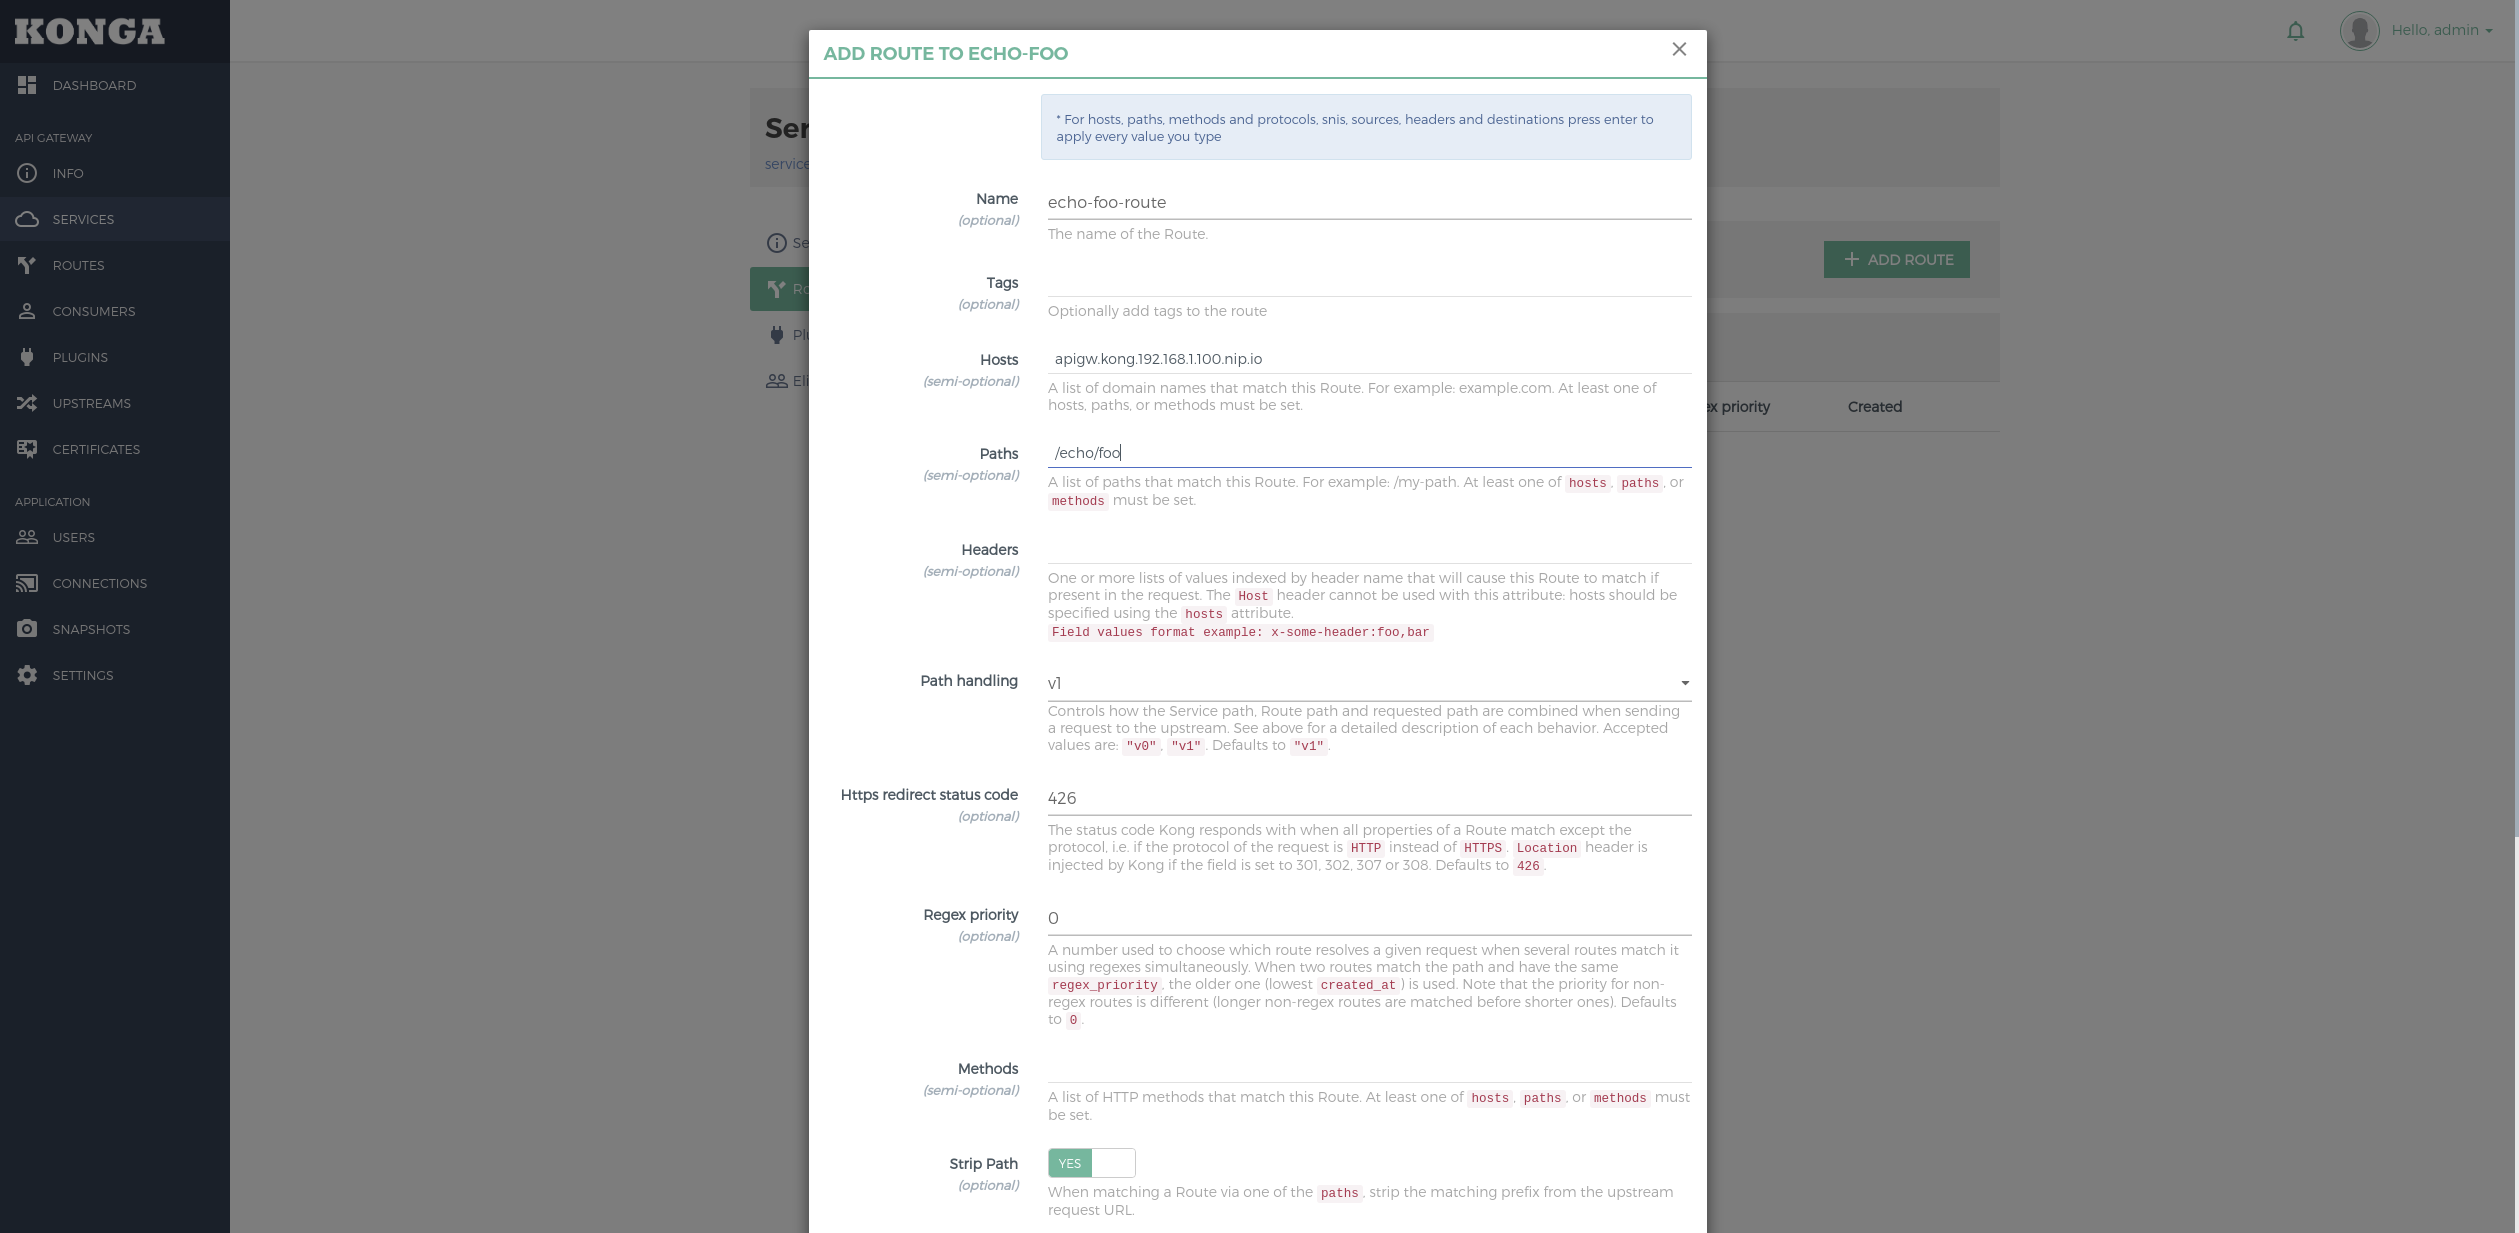 KONGA
Hello, admin
DASHBOARD
API GATEWAY
INFO
SERVICES
ROUTES
CONSUMERS
PLUGINS
UPSTREAMS
CERTIFICATES
APPLICATION
USERS
CONNECTIONS
SNAPSHOTS
SETTINGS
Ser
service
Se
Ro
Plu
Eli
ADD ROUTE
ex priority
Created
ADD ROUTE TO ECHO-FOO
* For hosts, paths, methods and protocols, snis, sources, headers and destinations press enter to
apply every value you type
Name
(optional)
echo-foo-route
The name of the Route.
Tags
(optional)
Optionally add tags to the route
Hosts
(semi-optional)
apigw.kong.192.168.1.100.nip.io
A list of domain names that match this Route. For example: example.com. At least one of
hosts, paths, or methods must be set.
Paths
(semi-optional)
/echo/foo
A list of paths that match this Route. For example: /my-path. At least one of hosts, paths, or
methods must be set.
Headers
(semi-optional)
One or more lists of values indexed by header name that will cause this Route to match if
present in the request. The Host header cannot be used with this attribute: hosts should be
specified using the hosts attribute.
Field values format example: x-some-header:foo,bar
Path handling
v1
Controls how the Service path, Route path and requested path are combined when sending
a request to the upstream. See above for a detailed description of each behavior. Accepted
values are: "v0", "v1". Defaults to "v1".
Https redirect status code
(optional)
426
The status code Kong responds with when all properties of a Route match except the
protocol, i.e. if the protocol of the request is HTTP instead of HTTPS. Location header is
injected by Kong if the field is set to 301, 302, 307 or 308. Defaults to 426.
Regex priority
(optional)
0
A number used to choose which route resolves a given request when several routes match it
using regexes simultaneously. When two routes match the path and have the same
regex_priority, the older one (lowest created_at) is used. Note that the priority for non-
regex routes is different (longer non-regex routes are matched before shorter ones). Defaults
to 0.
Methods
(semi-optional)
A list of HTTP methods that match this Route. At least one of hosts, paths, or methods must
be set.
Strip Path
(optional)
YES
When matching a Route via one of the paths, strip the matching prefix from the upstream
request URL.